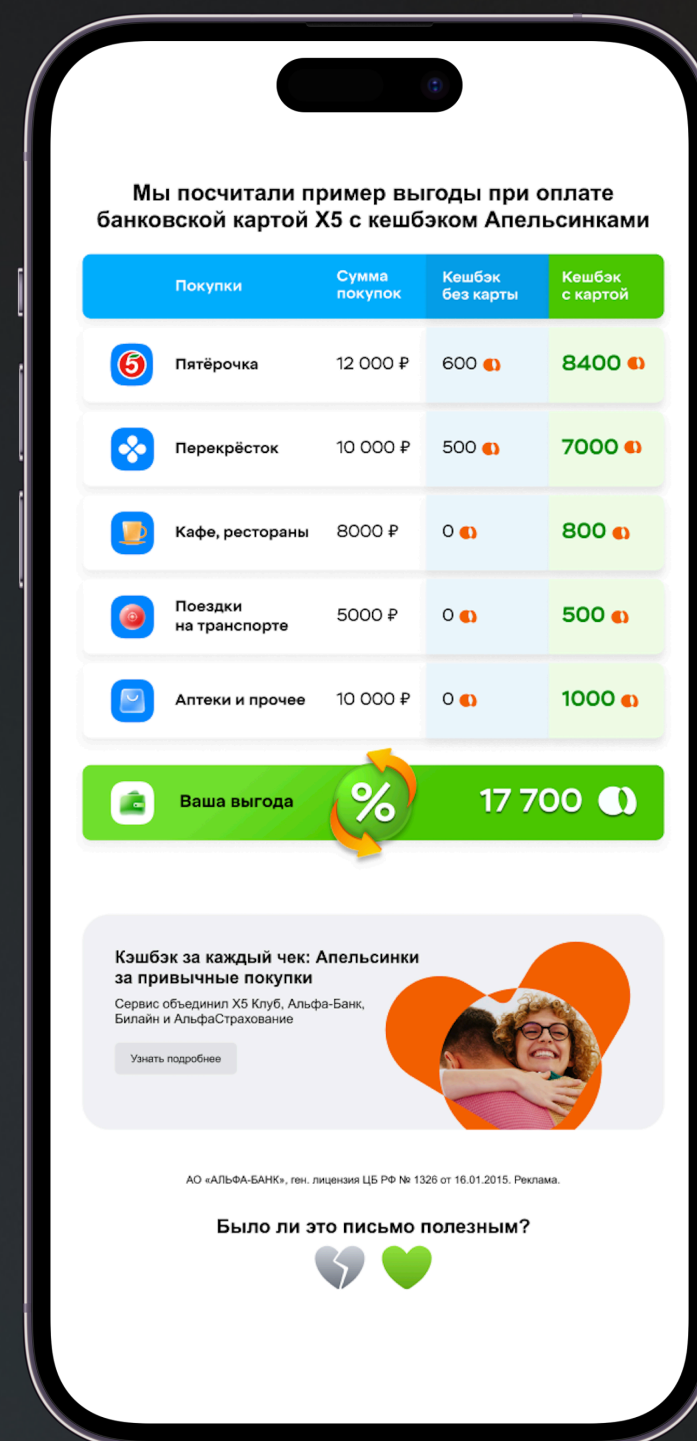 Мы посчитали пример выгоды при оплате
банковской картой X5 с кешбэком Апельсинками
Покупки Сумма покупок Кешбэк без карты Кешбэк с картой
5 Пятёрочка 12 000 ₽ 600 8400
Перекрёсток 10 000 ₽ 500 7000
Кафе, рестораны 8000 ₽ 0 800
Поездки на транспорте 5000 ₽ 0 500
Аптеки и прочее 10 000 ₽ 0 1000
Ваша выгода % 17 700
Кэшбэк за каждый чек: Апельсинки
за привычные покупки
Сервис объединил X5 Клуб, Альфа-Банк,
Билайн и АльфаСтрахование
Узнать подробнее
АО «АЛЬФА-БАНК», ген. лицензия ЦБ РФ № 1326 от 16.01.2015. Реклама.
Было ли это письмо полезным?